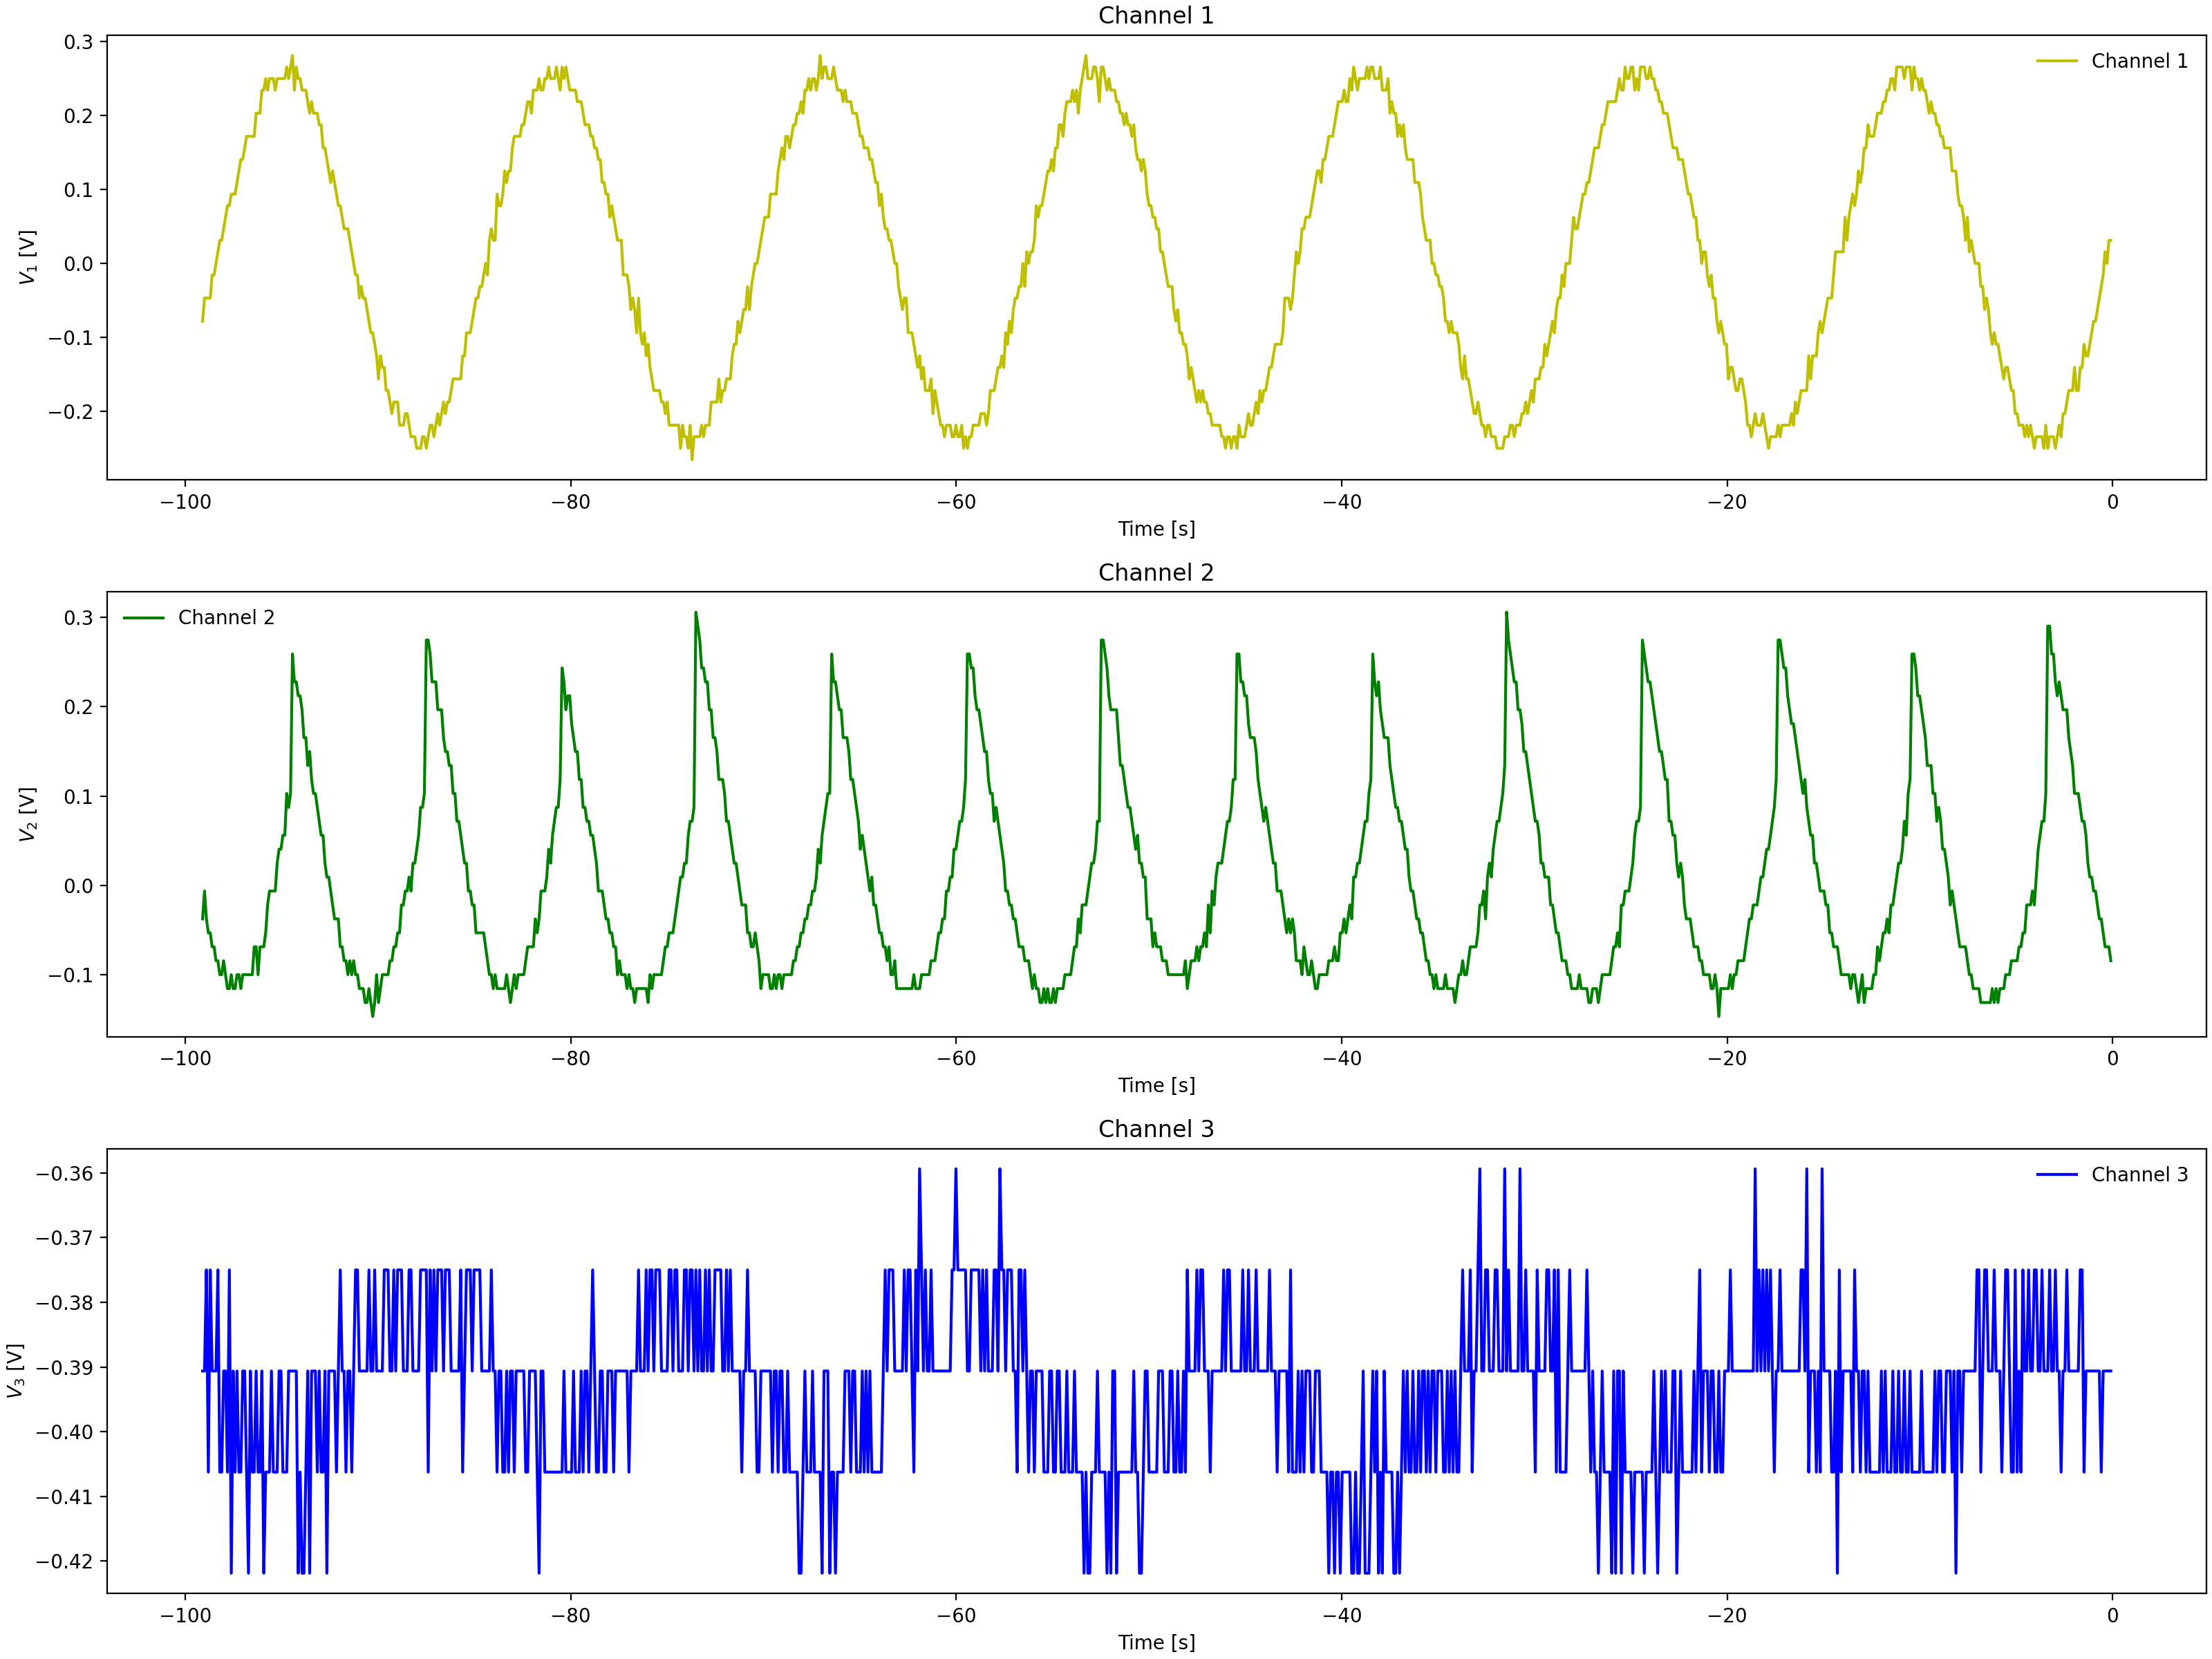 Channel 1
0.3
0.2
0.1
0.0
−0.1
−0.2
V₁ [V]
Channel 1
−100 −80 −60 −40 −20 0
Time [s]
Channel 2
0.3
0.2
0.1
0.0
−0.1
V₂ [V]
Channel 2
−100 −80 −60 −40 −20 0
Time [s]
Channel 3
−0.36
−0.37
−0.38
−0.39
−0.40
−0.41
−0.42
V₃ [V]
Channel 3
−100 −80 −60 −40 −20 0
Time [s]